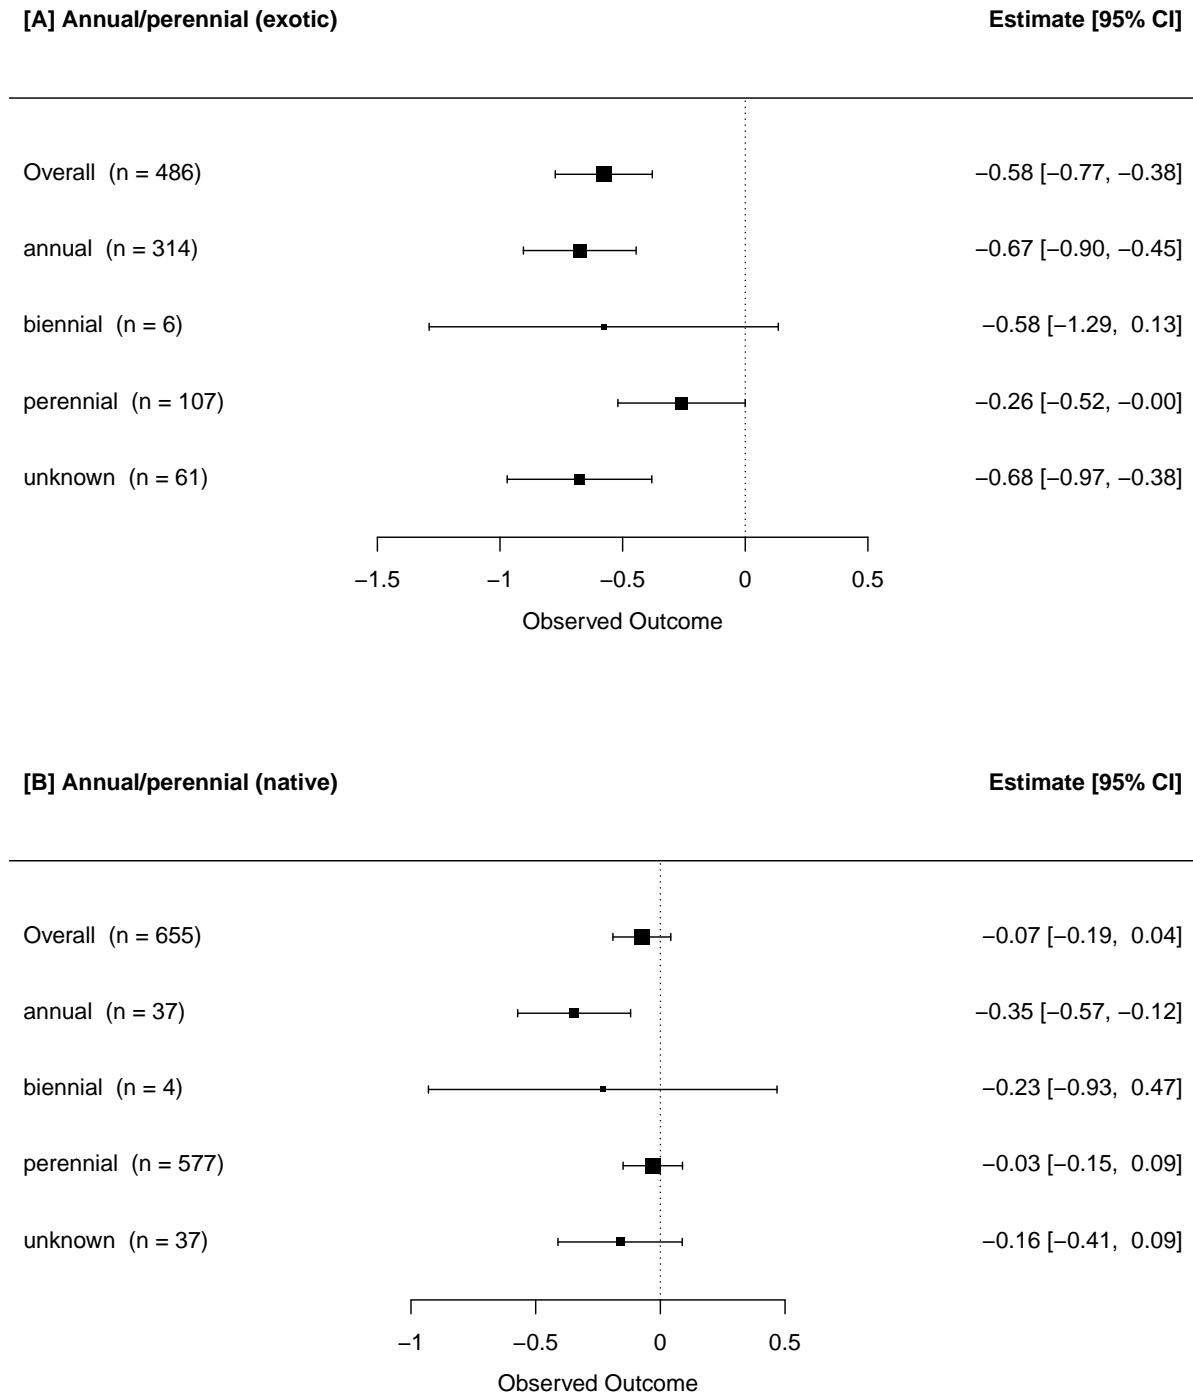 [A] Annual/perennial (exotic) Estimate [95% CI]
Overall (n = 486) −0.58 [−0.77, −0.38]
annual (n = 314) −0.67 [−0.90, −0.45]
biennial (n = 6) −0.58 [−1.29, 0.13]
perennial (n = 107) −0.26 [−0.52, −0.00]
unknown (n = 61) −0.68 [−0.97, −0.38]
−1.5 −1 −0.5 0 0.5
Observed Outcome
[B] Annual/perennial (native) Estimate [95% CI]
Overall (n = 655) −0.07 [−0.19, 0.04]
annual (n = 37) −0.35 [−0.57, −0.12]
biennial (n = 4) −0.23 [−0.93, 0.47]
perennial (n = 577) −0.03 [−0.15, 0.09]
unknown (n = 37) −0.16 [−0.41, 0.09]
−1 −0.5 0 0.5
Observed Outcome